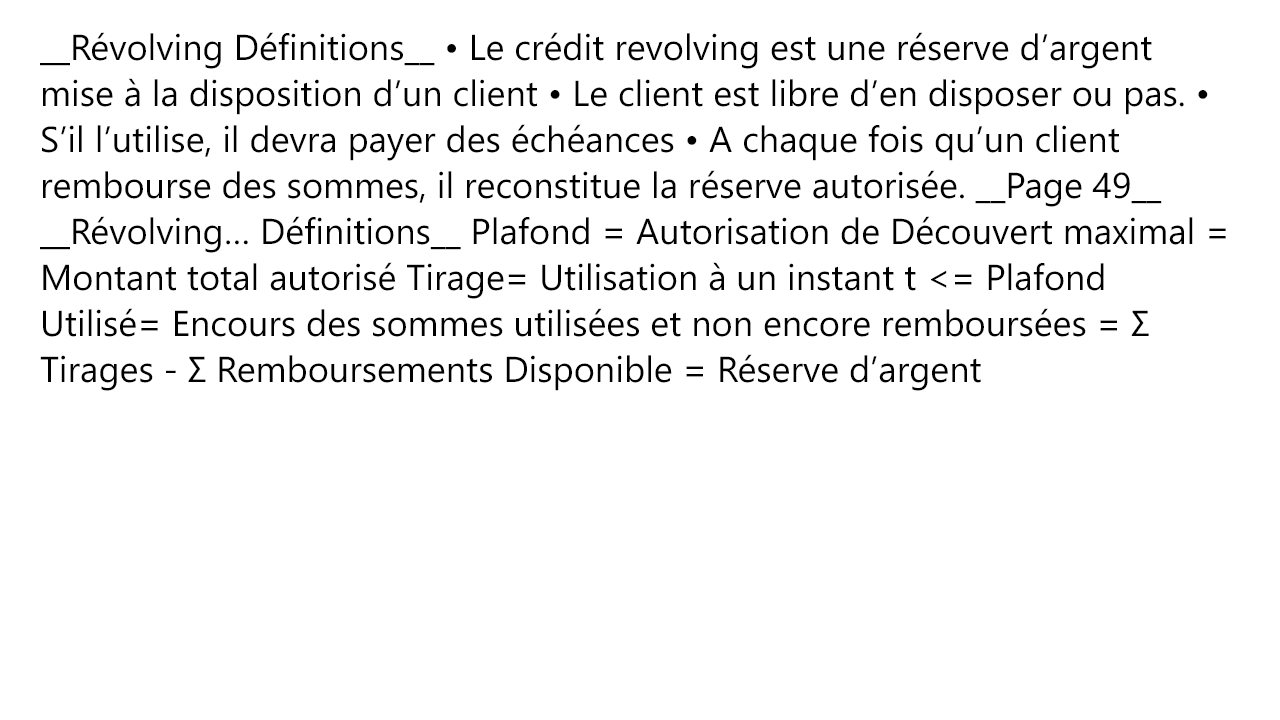 __Révolving Définitions__ • Le crédit revolving est une réserve d’argent
mise à la disposition d’un client • Le client est libre d’en disposer ou pas. •
S’il l’utilise, il devra payer des échéances • A chaque fois qu’un client
rembourse des sommes, il reconstitue la réserve autorisée. __Page 49__
__Révolving... Définitions__ Plafond = Autorisation de Découvert maximal =
Montant total autorisé Tirage= Utilisation à un instant t <= Plafond
Utilisé= Encours des sommes utilisées et non encore remboursées = Σ
Tirages - Σ Remboursements Disponible = Réserve d’argent